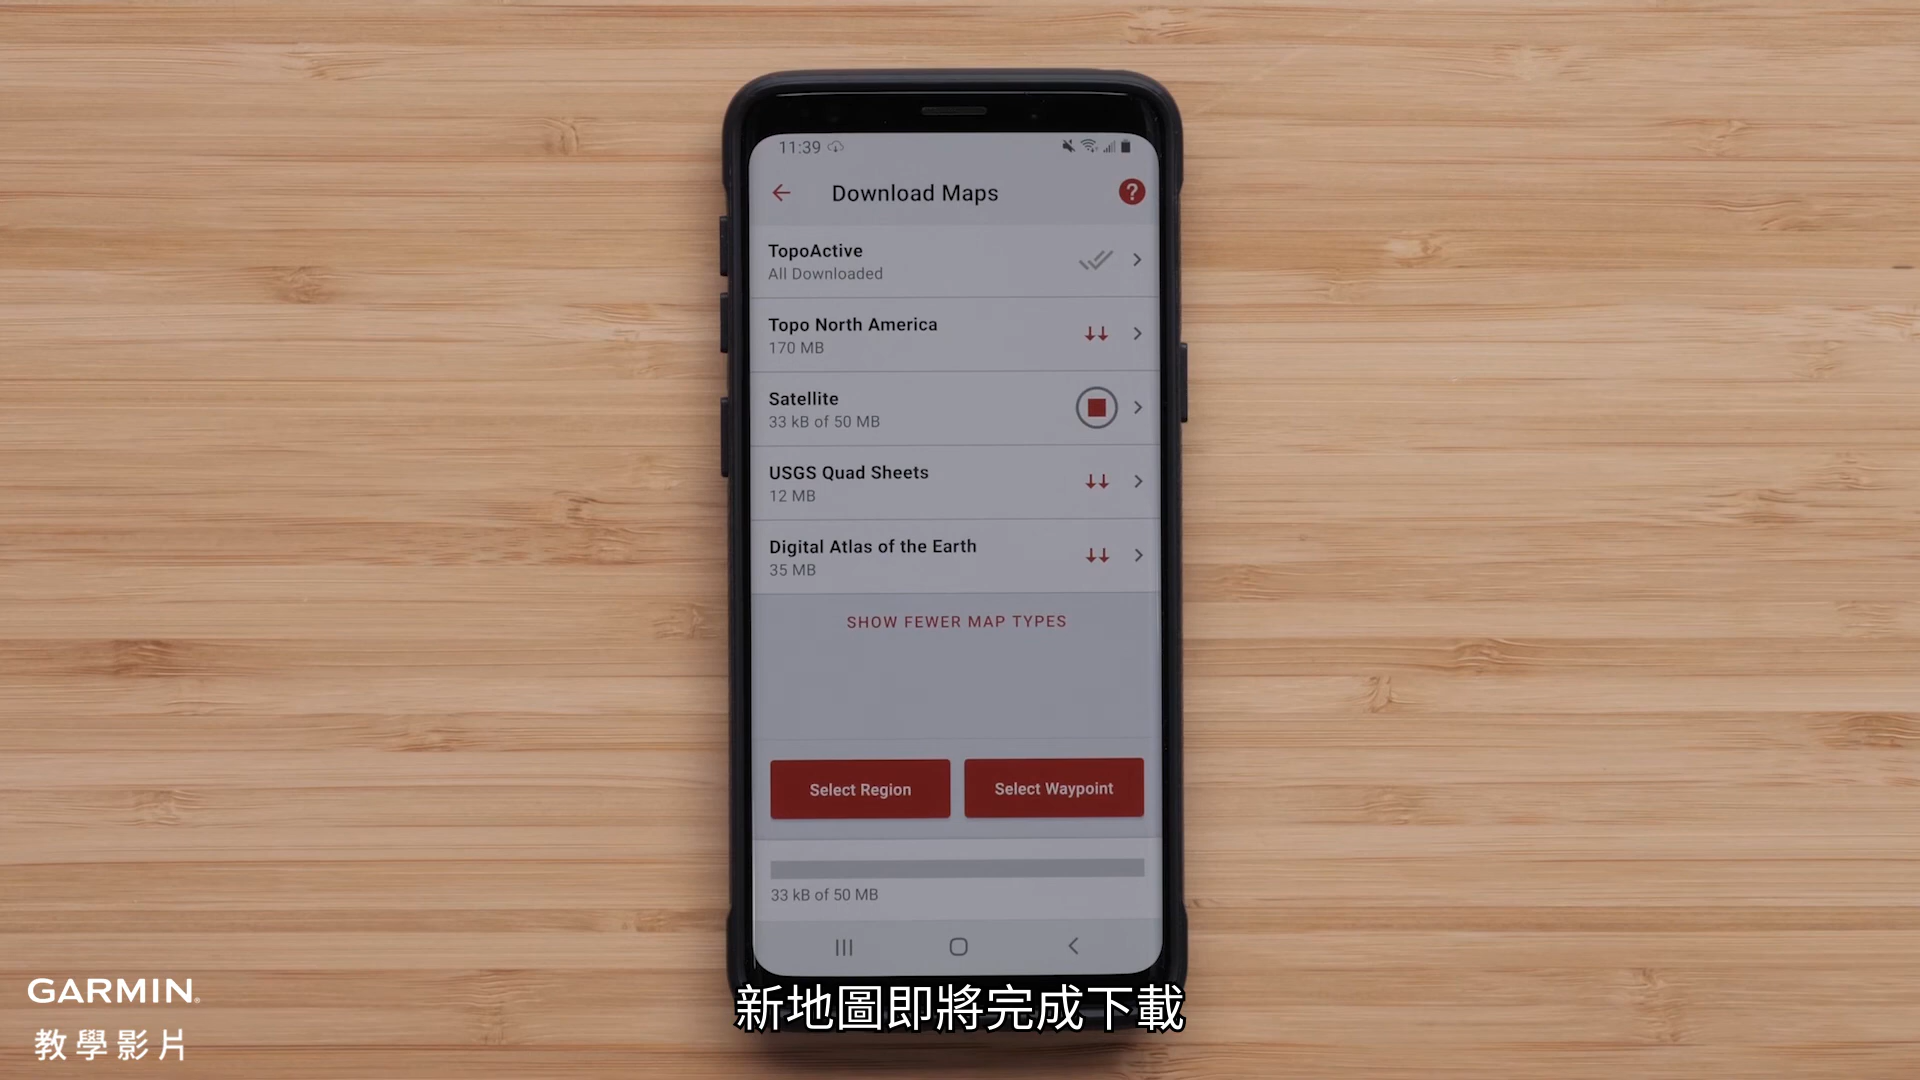 11:39
Download Maps
?
TopoActive
All Downloaded
Topo North America
170 MB
Satellite
33 kB of 50 MB
USGS Quad Sheets
12 MB
Digital Atlas of the Earth
35 MB
SHOW FEWER MAP TYPES
Select Region
Select Waypoint
33 kB of 50 MB
新地圖即將完成下載
GARMIN®
教學影片